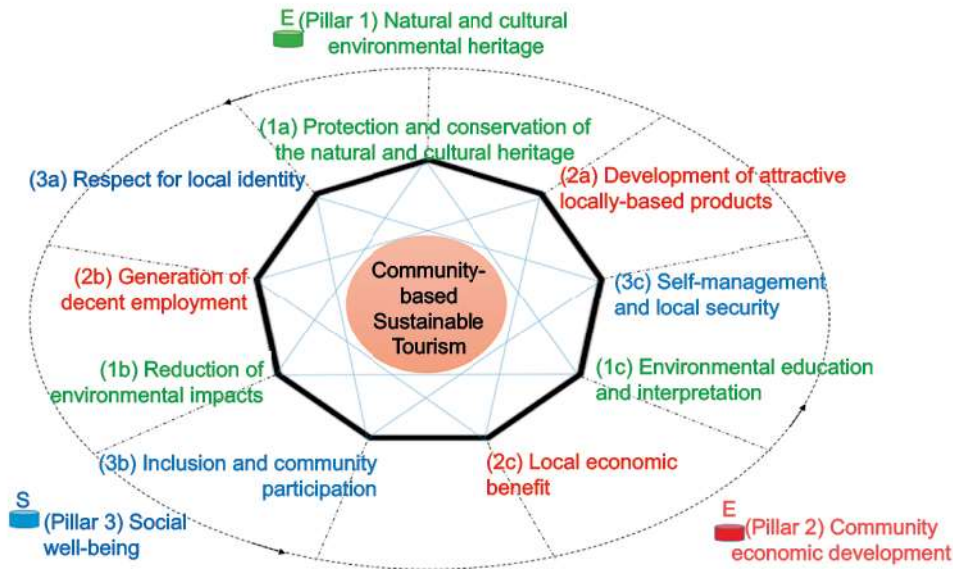 E
(Pillar 1) Natural and cultural
environmental heritage
(1a) Protection and conservation of
the natural and cultural heritage
(3a) Respect for local identity
(2a) Development of attractive
locally-based products
(2b) Generation of
decent employment
Community-
based
Sustainable
Tourism
(3c) Self-management
and local security
(1b) Reduction of
environmental impacts
(1c) Environmental education
and interpretation
(3b) Inclusion and community
participation
(2c) Local economic
benefit
S
(Pillar 3) Social
well-being
E
(Pillar 2) Community
economic development